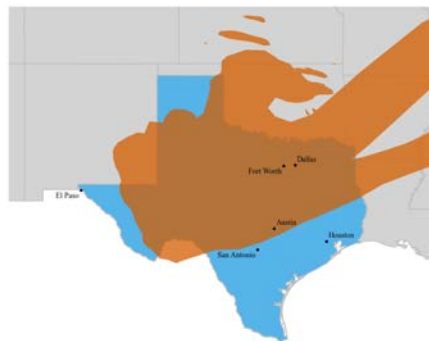 Dallas
Fort Worth
El Paso
Austin
Houston
San Antonio